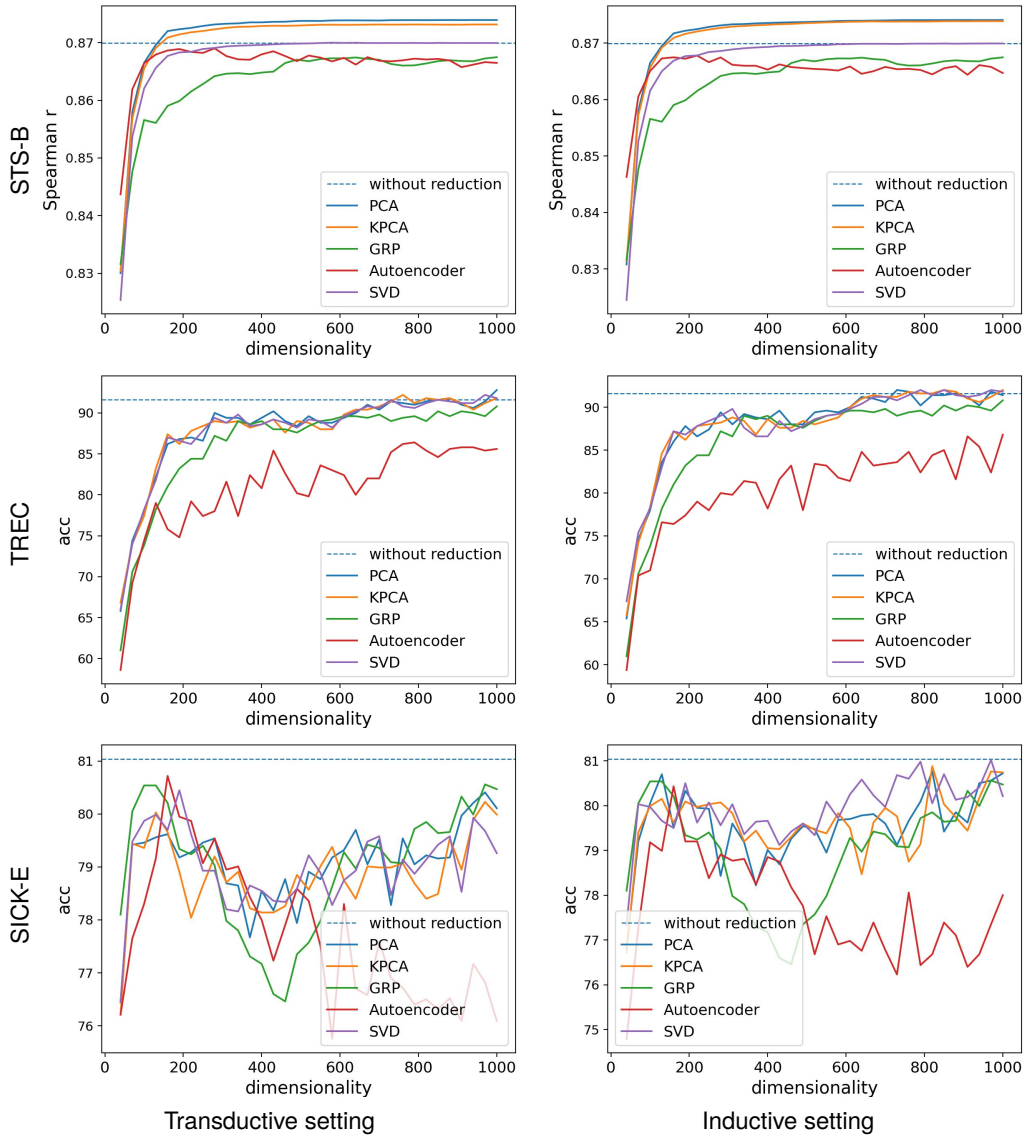 STS-B
Spearman r
0.87
0.86
0.85
0.84
0.83
0 200 400 600 800 1000
dimensionality
without reduction
PCA
KPCA
GRP
Autoencoder
SVD
Spearman r
0.87
0.86
0.85
0.84
0.83
0 200 400 600 800 1000
dimensionality
without reduction
PCA
KPCA
GRP
Autoencoder
SVD
TREC
acc
90
85
80
75
70
65
60
0 200 400 600 800 1000
dimensionality
without reduction
PCA
KPCA
GRP
Autoencoder
SVD
acc
90
85
80
75
70
65
60
0 200 400 600 800 1000
dimensionality
without reduction
PCA
KPCA
GRP
Autoencoder
SVD
SICK-E
acc
81
80
79
78
77
76
0 200 400 600 800 1000
dimensionality
without reduction
PCA
KPCA
GRP
Autoencoder
SVD
acc
81
80
79
78
77
76
75
0 200 400 600 800 1000
dimensionality
without reduction
PCA
KPCA
GRP
Autoencoder
SVD
Transductive setting
Inductive setting